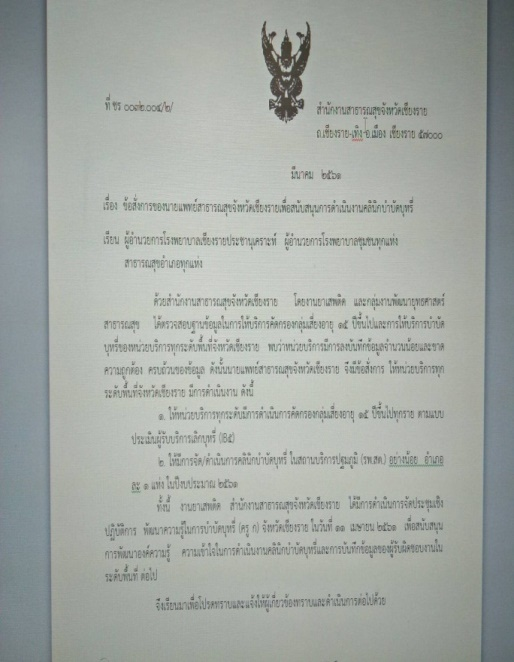 ที่ ชร ๐๐๓๒.๐๐๔/๒/
สำนักงานสาธารณสุขจังหวัดเชียงราย
ถ.เชียงราย-เทิง อ.เมือง เชียงราย ๕๗๐๐๐
มีนาคม ๒๕๖๑
เรื่อง ข้อสั่งการของนายแพทย์สาธารณสุขจังหวัดเชียงรายเพื่อสนับสนุนการดำเนินงานคลินิกบำบัดบุหรี่
เรียน ผู้อำนวยการโรงพยาบาลเชียงรายประชานุเคราะห์ ผู้อำนวยการโรงพยาบาลชุมชนทุกแห่ง
สาธารณสุขอำเภอทุกแห่ง
ด้วยสำนักงานสาธารณสุขจังหวัดเชียงราย โดยงานยาเสพติด และกลุ่มงานพัฒนายุทธศาสตร์
สาธารณสุข ได้ตรวจสอบฐานข้อมูลในการให้บริการคัดกรองกลุ่มเสี่ยงอายุ ๑๕ ปีขึ้นไปและการให้บริการบำบัด
บุหรี่ของหน่วยบริการทุกระดับพื้นที่จังหวัดเชียงราย พบว่าหน่วยบริการมีการลงบันทึกข้อมูลจำนวนน้อยและขาด
ความถูกต้อง ครบถ้วนของข้อมูล ดังนั้นนายแพทย์สาธารณสุขจังหวัดเชียงราย จึงมีข้อสั่งการ ให้หน่วยบริการทุก
ระดับพื้นที่จังหวัดเชียงราย มีการดำเนินงาน ดังนี้
๑. ให้หน่วยบริการทุกระดับมีการดำเนินการคัดกรองกลุ่มเสี่ยงอายุ ๑๕ ปีขึ้นไปทุกราย ตามแบบ
ประเมินผู้รับบริการเลิกบุหรี่
๒. ให้มีการจัด/ดำเนินการคลินิกบำบัดบุหรี่ ในสถานบริการปฐมภูมิ (รพ.สต.) อย่างน้อย อำเภอ
ละ ๑ แห่ง ในปีงบประมาณ ๒๕๖๑
ทั้งนี้ งานยาเสพติด สำนักงานสาธารณสุขจังหวัดเชียงราย ได้มีการดำเนินการจัดประชุมเชิง
ปฏิบัติการ พัฒนาความรู้ในการบำบัดบุหรี่ (ครู ก) จังหวัดเชียงราย ในวันที่ ๑๑ เมษายน ๒๕๖๑ เพื่อสนับสนุน
การพัฒนาองค์ความรู้ ความเข้าใจในการดำเนินงานคลินิกบำบัดบุหรี่และการบันทึกข้อมูลของผู้รับผิดชอบงานใน
ระดับพื้นที่ ต่อไป
จึงเรียนมาเพื่อโปรดทราบและแจ้งให้ผู้เกี่ยวข้องทราบและดำเนินการต่อไปด้วย